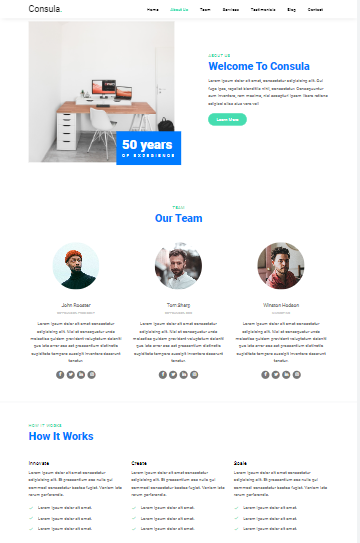 Consula.
Home About Us Team Services Testimonials Blog Contact
ABOUT US
Welcome To Consula
Lorem ipsum dolor sit amet, consectetur adipisicing elit. Qui
fuga ipsa, repellat blanditiis nihil, consectetur. Consequuntur
eum inventore, rem maxime, nisi excepturi ipsam libero ratione
adipisci alias eius vero vel!
Learn More
50 years
OF EXPERIENCE
TEAM
Our Team
John Rooster
Tom Sharp
Winston Hodson
Lorem ipsum dolor sit amet consectetur
adipisicing elit. Nisi at consequatur unde
molestiae quidem provident voluptatum deleniti
quo iste error eos est praesentium distinctio
cupiditate tempore suscipit inventore deserunt
tenetur.
Lorem ipsum dolor sit amet consectetur
adipisicing elit. Nisi at consequatur unde
molestiae quidem provident voluptatum deleniti
quo iste error eos est praesentium distinctio
cupiditate tempore suscipit inventore deserunt
tenetur.
Lorem ipsum dolor sit amet consectetur
adipisicing elit. Nisi at consequatur unde
molestiae quidem provident voluptatum deleniti
quo iste error eos est praesentium distinctio
cupiditate tempore suscipit inventore deserunt
tenetur.
HOW IT WORKS
How It Works
Innovate
Lorem ipsum dolor sit amet consectetur
adipisicing elit. Et praesentium eos nulla qui
commodi consectetur beatae fugiat. Veniam iste
rerum perferendis.
Lorem ipsum dolor sit amet.
Lorem ipsum dolor sit amet.
Lorem ipsum dolor sit amet.
Create
Lorem ipsum dolor sit amet consectetur
adipisicing elit. Et praesentium eos nulla qui
commodi consectetur beatae fugiat. Veniam iste
rerum perferendis.
Lorem ipsum dolor sit amet.
Lorem ipsum dolor sit amet.
Lorem ipsum dolor sit amet.
Scale
Lorem ipsum dolor sit amet consectetur
adipisicing elit. Et praesentium eos nulla qui
commodi consectetur beatae fugiat. Veniam iste
rerum perferendis.
Lorem ipsum dolor sit amet.
Lorem ipsum dolor sit amet.
Lorem ipsum dolor sit amet.